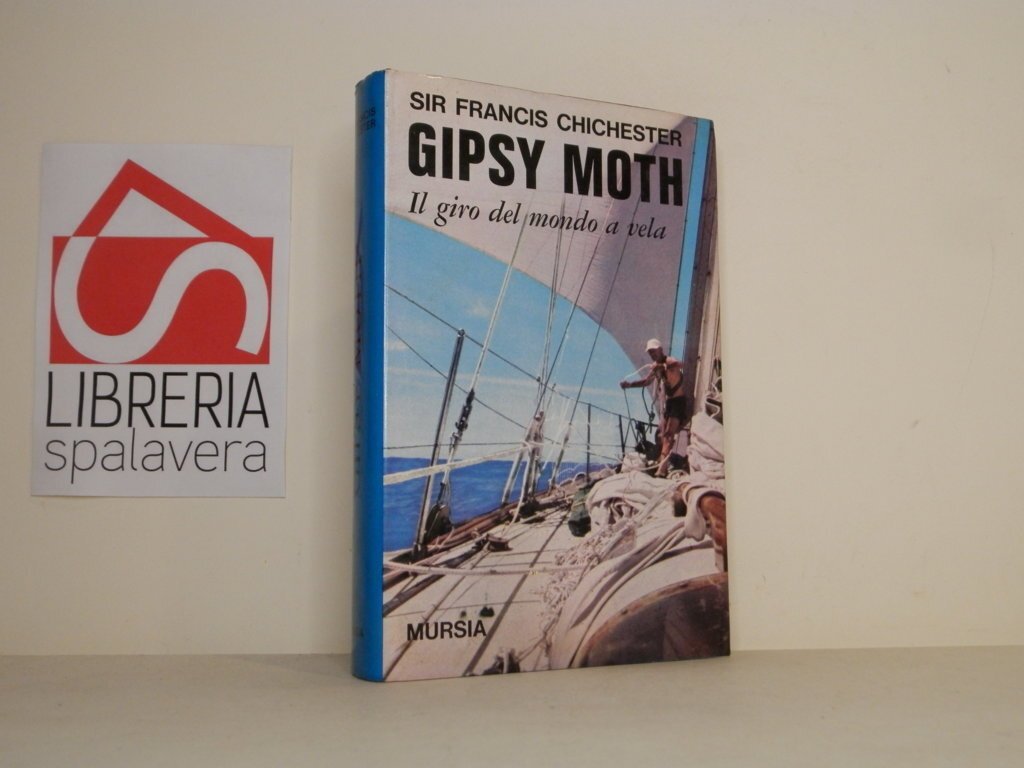 LIBRERIA
spalavera
SIR FRANCIS CHICHESTER
GIPSY MOTH
Il giro del mondo a vela
MURSIA